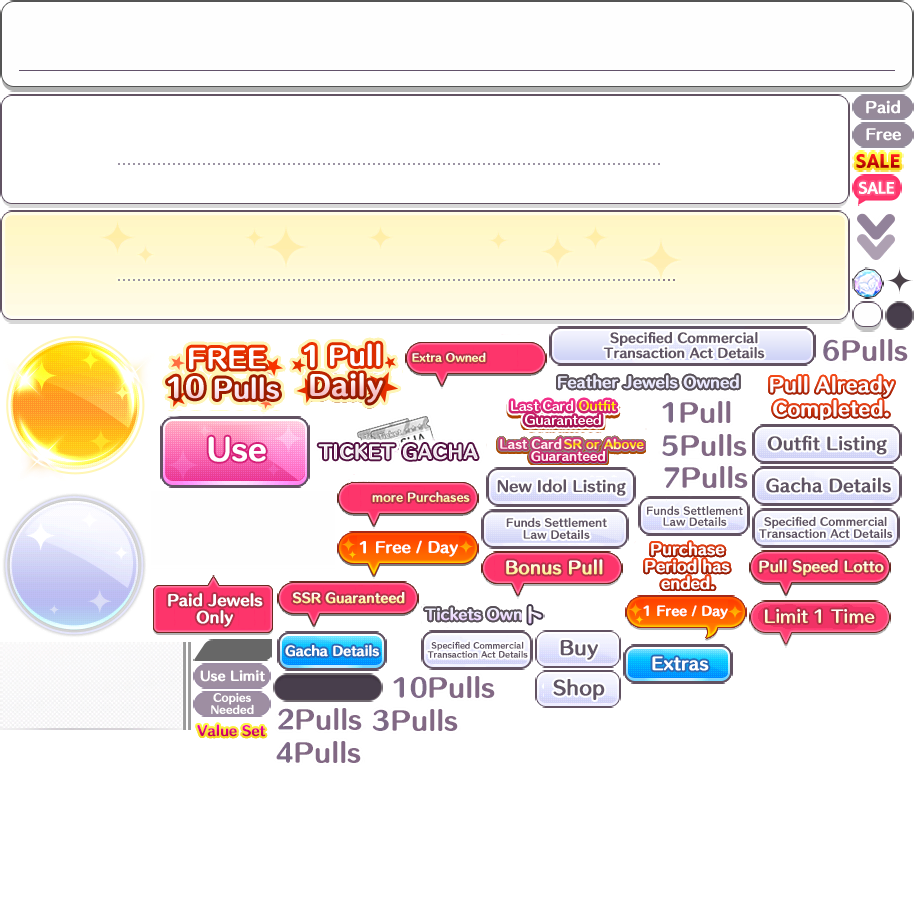 Paid
Free
SALE
SALE
FREE
10 Pulls
1 Pull
Daily
Extra Owned
Specified Commercial
Transaction Act Details
6Pulls
Feather Jewels Owned
Pull Already
Completed.
Last Card Outfit
Guaranteed
1Pull
Use
TICKET GACHA
Last Card SR or Above
Guaranteed
5Pulls
Outfit Listing
7Pulls
New Idol Listing
Gacha Details
more Purchases
Funds Settlement
Law Details
Funds Settlement
Law Details
Specified Commercial
Transaction Act Details
1 Free / Day
Purchase
Period has
ended.
Bonus Pull
Pull Speed Lotto
Paid Jewels
Only
SSR Guaranteed
Tickets Own ト
1 Free / Day
Limit 1 Time
Gacha Details
Specified Commercial
Transaction Act Details
Buy
Extras
Use Limit
Shop
10Pulls
Copies
Needed
2Pulls
3Pulls
Value Set
4Pulls